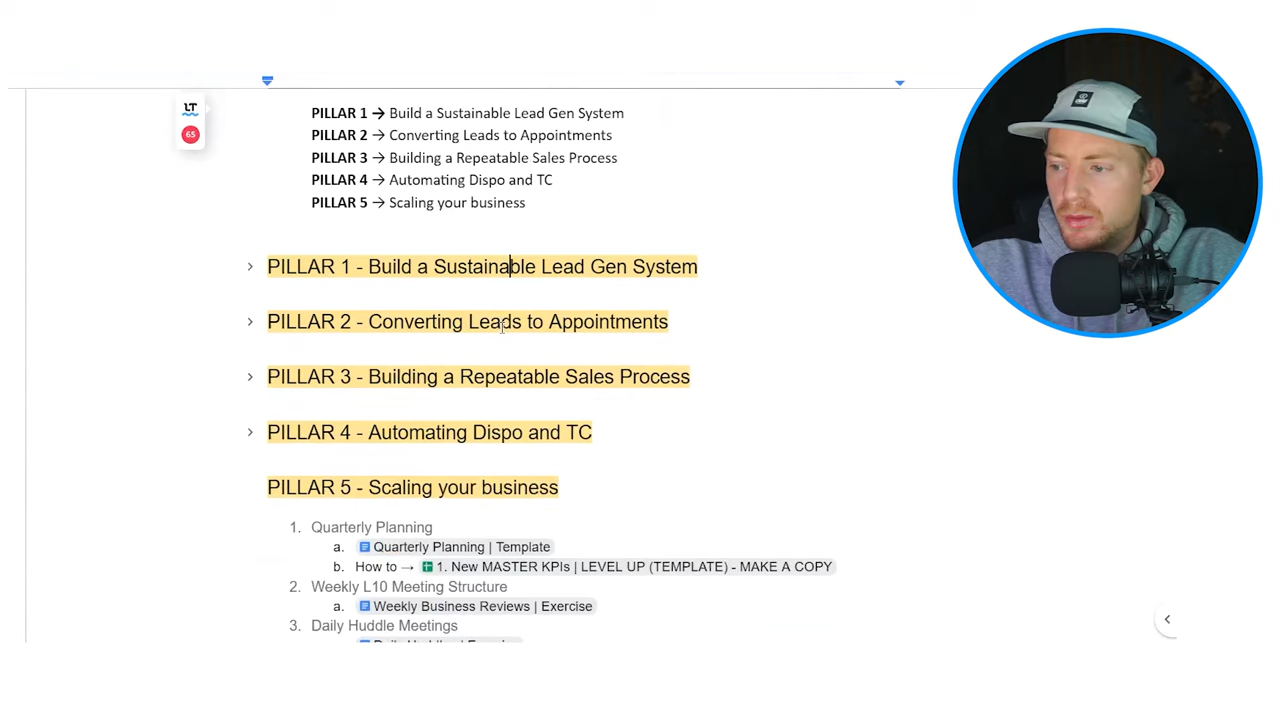 LT
65
PILLAR 1 → Build a Sustainable Lead Gen System
PILLAR 2 → Converting Leads to Appointments
PILLAR 3 → Building a Repeatable Sales Process
PILLAR 4 → Automating Dispo and TC
PILLAR 5 → Scaling your business
PILLAR 1 - Build a Sustainable Lead Gen System
PILLAR 2 - Converting Leads to Appointments
PILLAR 3 - Building a Repeatable Sales Process
PILLAR 4 - Automating Dispo and TC
PILLAR 5 - Scaling your business
1. Quarterly Planning
a. Quarterly Planning | Template
b. How to → 1. New MASTER KPIs | LEVEL UP (TEMPLATE) - MAKE A COPY
2. Weekly L10 Meeting Structure
a. Weekly Business Reviews | Exercise
3. Daily Huddle Meetings